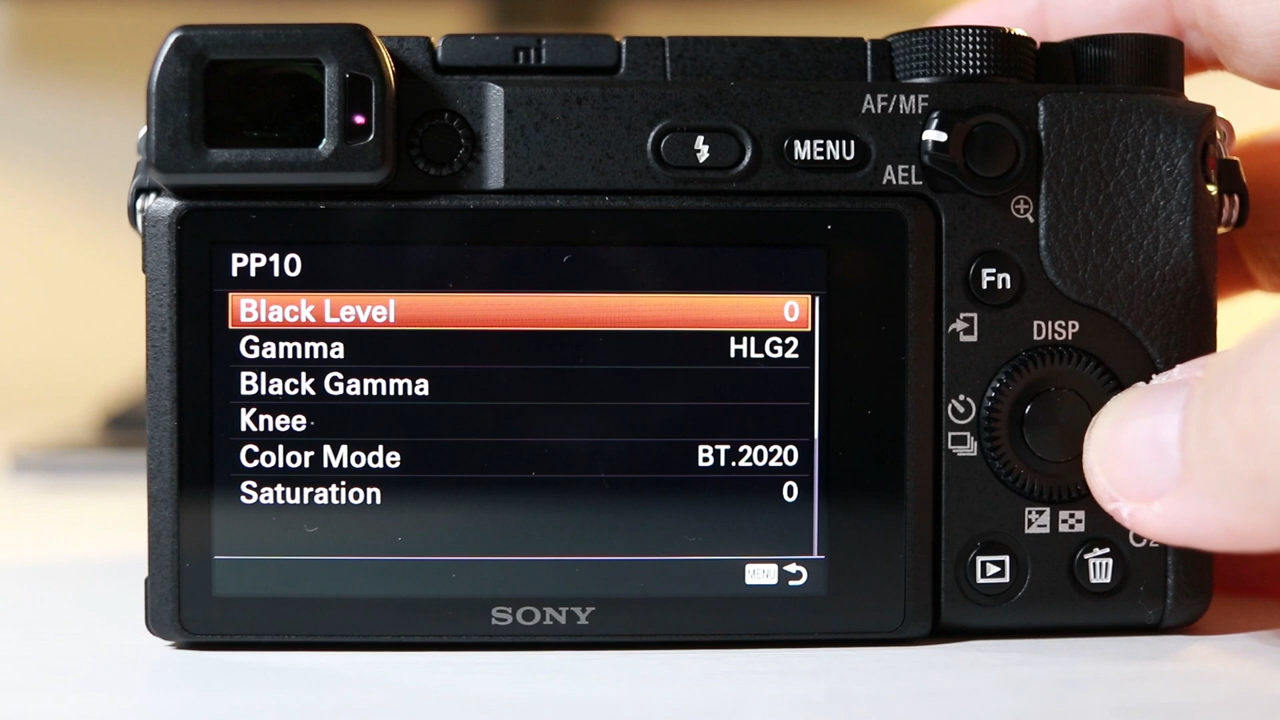 AF/MF
MENU
AEL
PP10
Black Level 0
Gamma HLG2
Black Gamma
Knee
Color Mode BT.2020
Saturation 0
MENU
SONY
Fn
DISP
C2